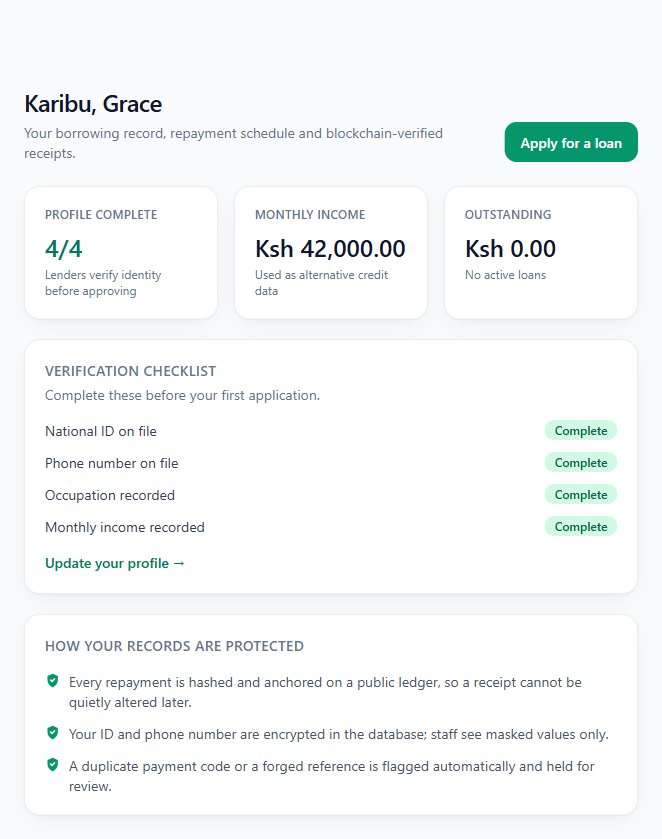 Karibu, Grace
Your borrowing record, repayment schedule and blockchain-verified
receipts.
Apply for a loan
PROFILE COMPLETE
4/4
Lenders verify identity
before approving
MONTHLY INCOME
Ksh 42,000.00
Used as alternative credit
data
OUTSTANDING
Ksh 0.00
No active loans
VERIFICATION CHECKLIST
Complete these before your first application.
National ID on file
Complete
Phone number on file
Complete
Occupation recorded
Complete
Monthly income recorded
Complete
Update your profile →
HOW YOUR RECORDS ARE PROTECTED
Every repayment is hashed and anchored on a public ledger, so a receipt cannot be
quietly altered later.
Your ID and phone number are encrypted in the database; staff see masked values only.
A duplicate payment code or a forged reference is flagged automatically and held for
review.